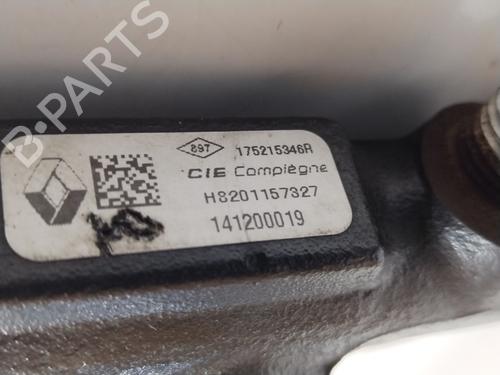 B-PARTS
897 175215346R
CIE Compiègne
H8201157327
141200019